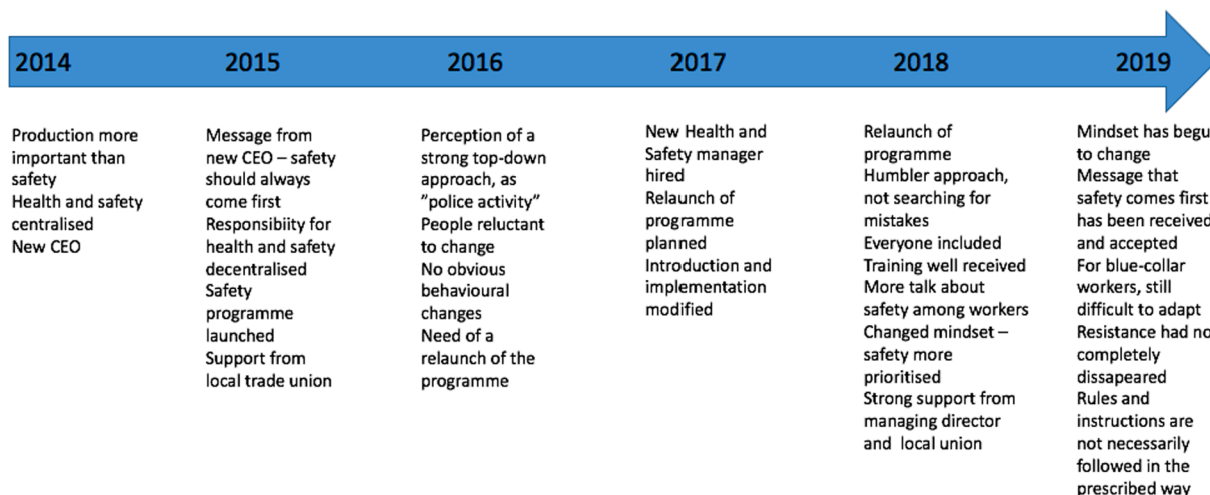 2014
2015
2016
2017
2018
2019
Production more
important than
safety
Health and safety
centralised
New CEO
Message from
new CEO – safety
should always
come first
Responsibiity for
health and safety
decentralised
Safety
programme
launched
Support from
local trade union
Perception of a
strong top-down
approach, as
”police activity”
People reluctant
to change
No obvious
behavioural
changes
Need of a
relaunch of the
programme
New Health and
Safety manager
hired
Relaunch of
programme
planned
Introduction and
implementation
modified
Relaunch of
programme
Humbler approach,
not searching for
mistakes
Everyone included
Training well received
More talk about
safety among workers
Changed mindset –
safety more
prioritised
Strong support from
managing director
and local union
Mindset has begu
to change
Message that
safety comes first
has been received
and accepted
For blue-collar
workers, still
difficult to adapt
Resistance had no
completely
dissapeared
Rules and
instructions are
not necessarily
followed in the
prescribed way